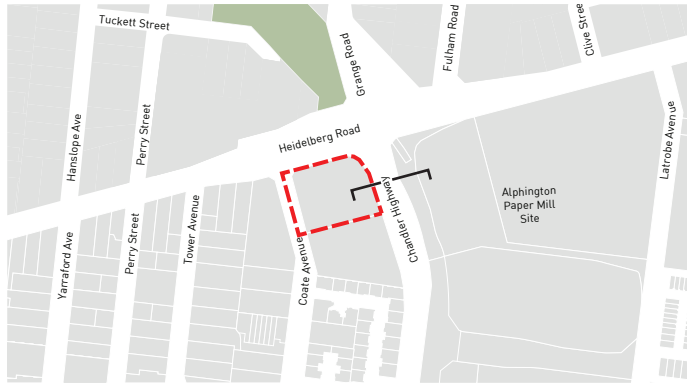 Tuckett Street
Grange Road
Fulham Road
Clive Stree
Hanslope Ave
Perry Street
Heidelberg Road
Latrobe Avenue
Alphington
Paper Mill
Site
Yarraford Ave
Perry Street
Tower Avenue
Coate Avenue
Chandler Highway